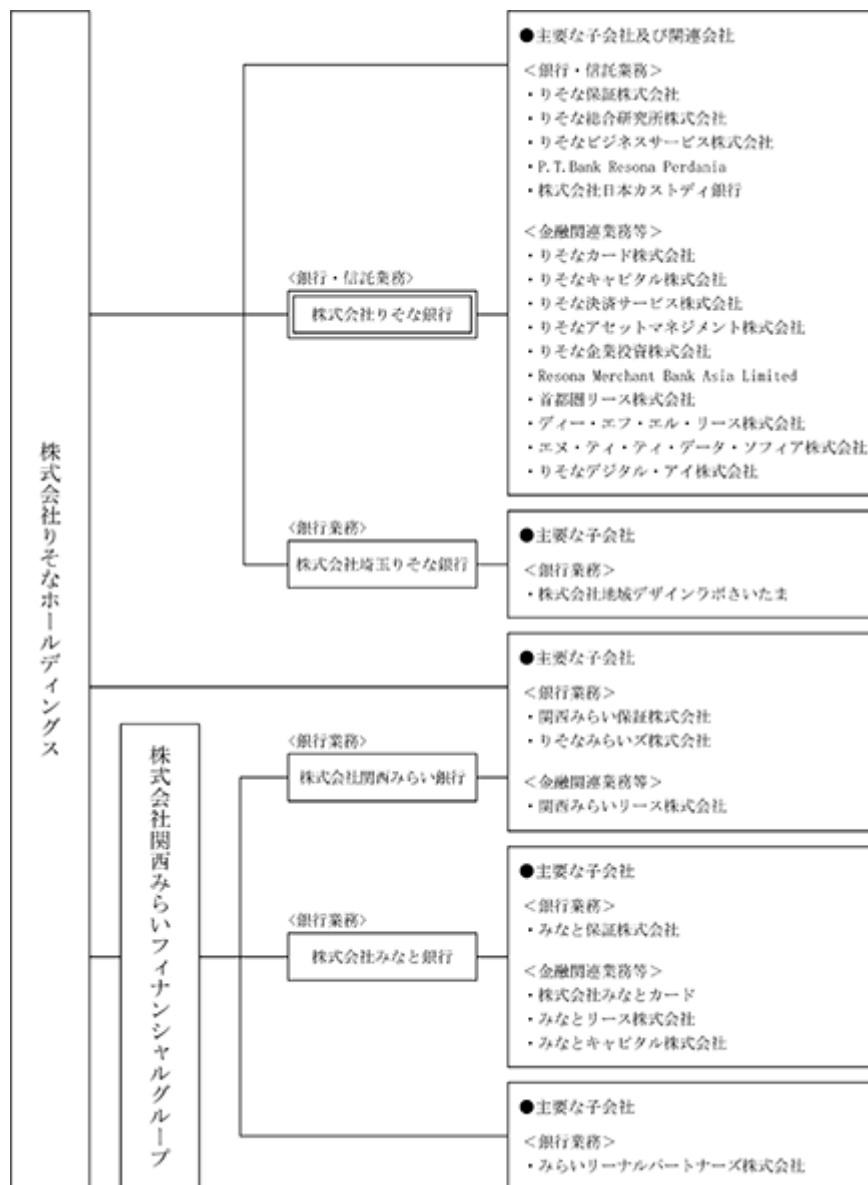 株式会社りそなホールディングス
●主要な子会社及び関連会社
＜銀行・信託業務＞
・りそな保証株式会社
・りそな総合研究所株式会社
・りそなビジネスサービス株式会社
・P.T.Bank Resona Perdania
・株式会社日本カストディ銀行
＜金融関連業務等＞
・りそなカード株式会社
・りそなキャピタル株式会社
・りそな決済サービス株式会社
・りそなアセットマネジメント株式会社
・りそな企業投資株式会社
・Resona Merchant Bank Asia Limited
・首都圏リース株式会社
・ディー・エフ・エル・リース株式会社
・エヌ・ティ・ティ・データ・ソフィア株式会社
・りそなデジタル・アイ株式会社
＜銀行・信託業務＞
株式会社りそな銀行
＜銀行業務＞
株式会社埼玉りそな銀行
●主要な子会社
＜銀行業務＞
・株式会社地域デザインラボさいたま
●主要な子会社
＜銀行業務＞
・関西みらい保証株式会社
・りそなみらいズ株式会社
＜金融関連業務等＞
・関西みらいリース株式会社
株式会社関西みらいフィナンシャルグループ
＜銀行業務＞
株式会社関西みらい銀行
＜銀行業務＞
株式会社みなと銀行
●主要な子会社
＜銀行業務＞
・みなと保証株式会社
＜金融関連業務等＞
・株式会社みなとカード
・みなとリース株式会社
・みなとキャピタル株式会社
●主要な子会社
＜銀行業務＞
・みらいリーナルパートナーズ株式会社